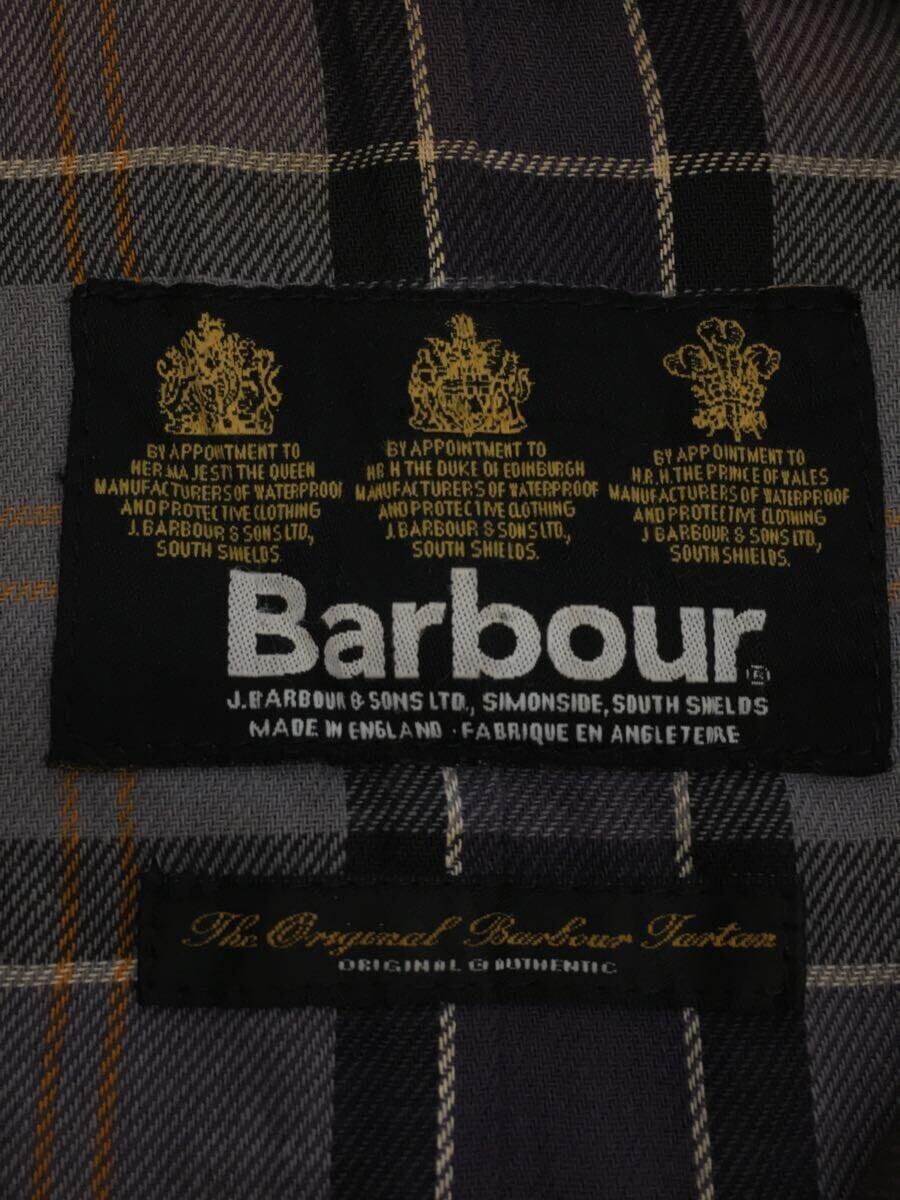 BY APPOINTMENT TO
HER MAJESTY THE QUEEN
MANUFACTURERS OF WATERPROOF
AND PROTECTIVE CLOTHING
J. BARBOUR & SONS LTD,
SOUTH SHIELDS.
BY APPOINTMENT TO
H.R.H THE DUKE OF EDINBURGH
MANUFACTURERS OF WATERPROOF
AND PROTECTIVE CLOTHING
J. BARBOUR & SONS LTD,
SOUTH SHIELDS.
BY APPOINTMENT TO
H.R.H. THE PRINCE OF WALES
MANUFACTURERS OF WATERPROOF
AND PROTECTIVE CLOTHING
J. BARBOUR & SONS LTD,
SOUTH SHIELDS.
Barbour®
J. BARBOUR & SONS LTD., SIMONSIDE, SOUTH SHIELDS
MADE IN ENGLAND · FABRIQUE EN ANGLETERRE
The Original Barbour Tartan
ORIGINAL & AUTHENTIC